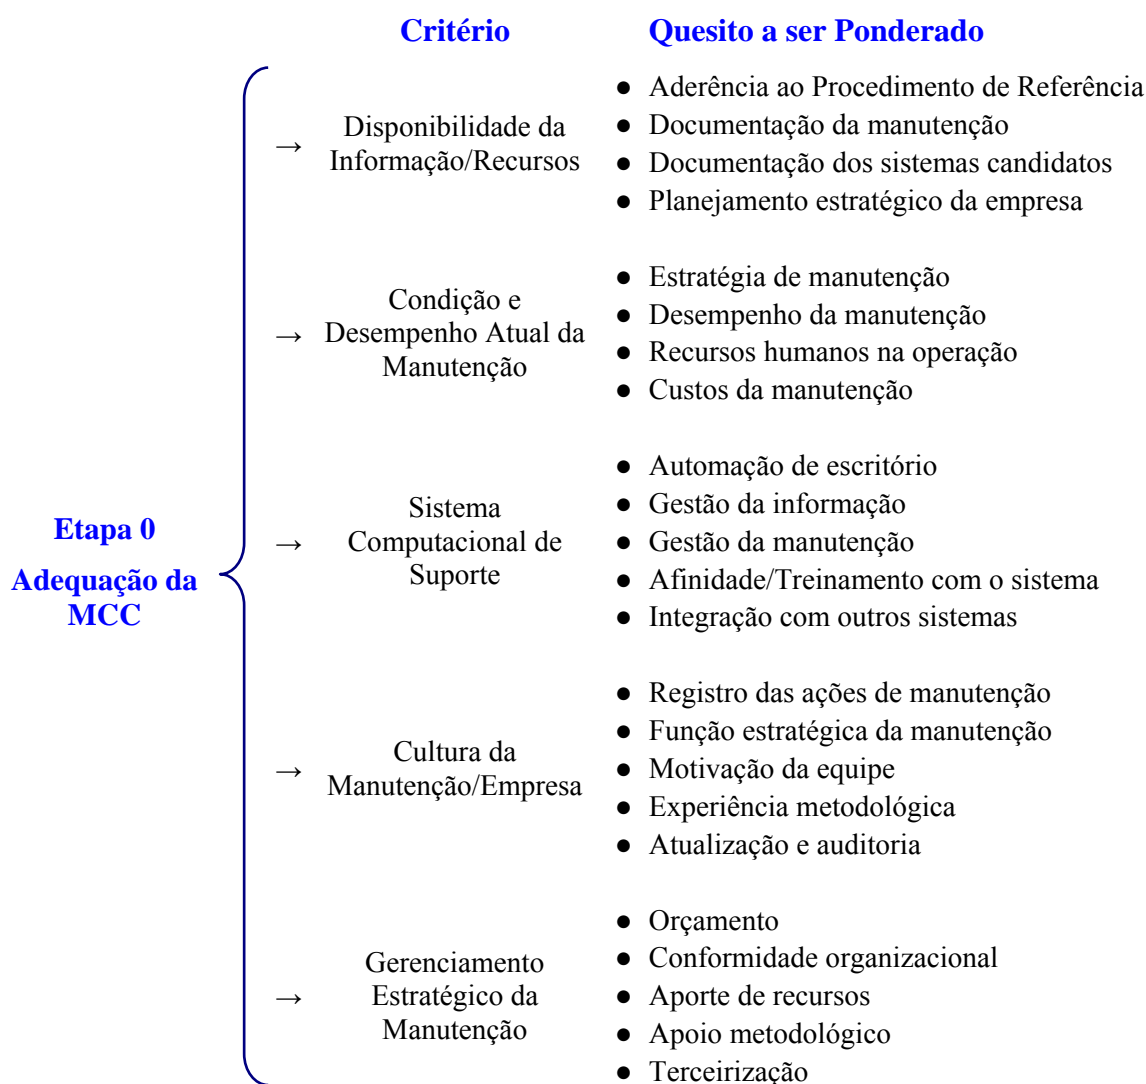 Critério Quesito a ser Ponderado
Etapa 0
Adequação da
MCC
→ Disponibilidade da
Informação/Recursos
● Aderência ao Procedimento de Referência
● Documentação da manutenção
● Documentação dos sistemas candidatos
● Planejamento estratégico da empresa
→ Condição e
Desempenho Atual da
Manutenção
● Estratégia de manutenção
● Desempenho da manutenção
● Recursos humanos na operação
● Custos da manutenção
→ Sistema
Computacional de
Suporte
● Automação de escritório
● Gestão da informação
● Gestão da manutenção
● Afinidade/Treinamento com o sistema
● Integração com outros sistemas
→ Cultura da
Manutenção/Empresa
● Registro das ações de manutenção
● Função estratégica da manutenção
● Motivação da equipe
● Experiência metodológica
● Atualização e auditoria
→ Gerenciamento
Estratégico da
Manutenção
● Orçamento
● Conformidade organizacional
● Aporte de recursos
● Apoio metodológico
● Terceirização